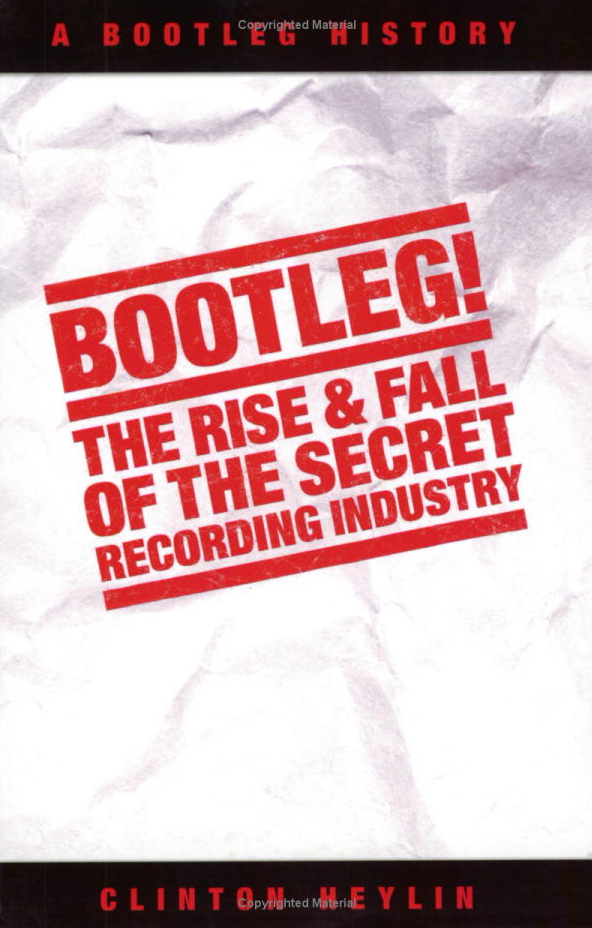 Copyrighted Material
A BOOTLEG HISTORY
BOOTLEG!
THE RISE & FALL
OF THE SECRET
RECORDING INDUSTRY
CLINTON HEYLIN
Copyrighted Material